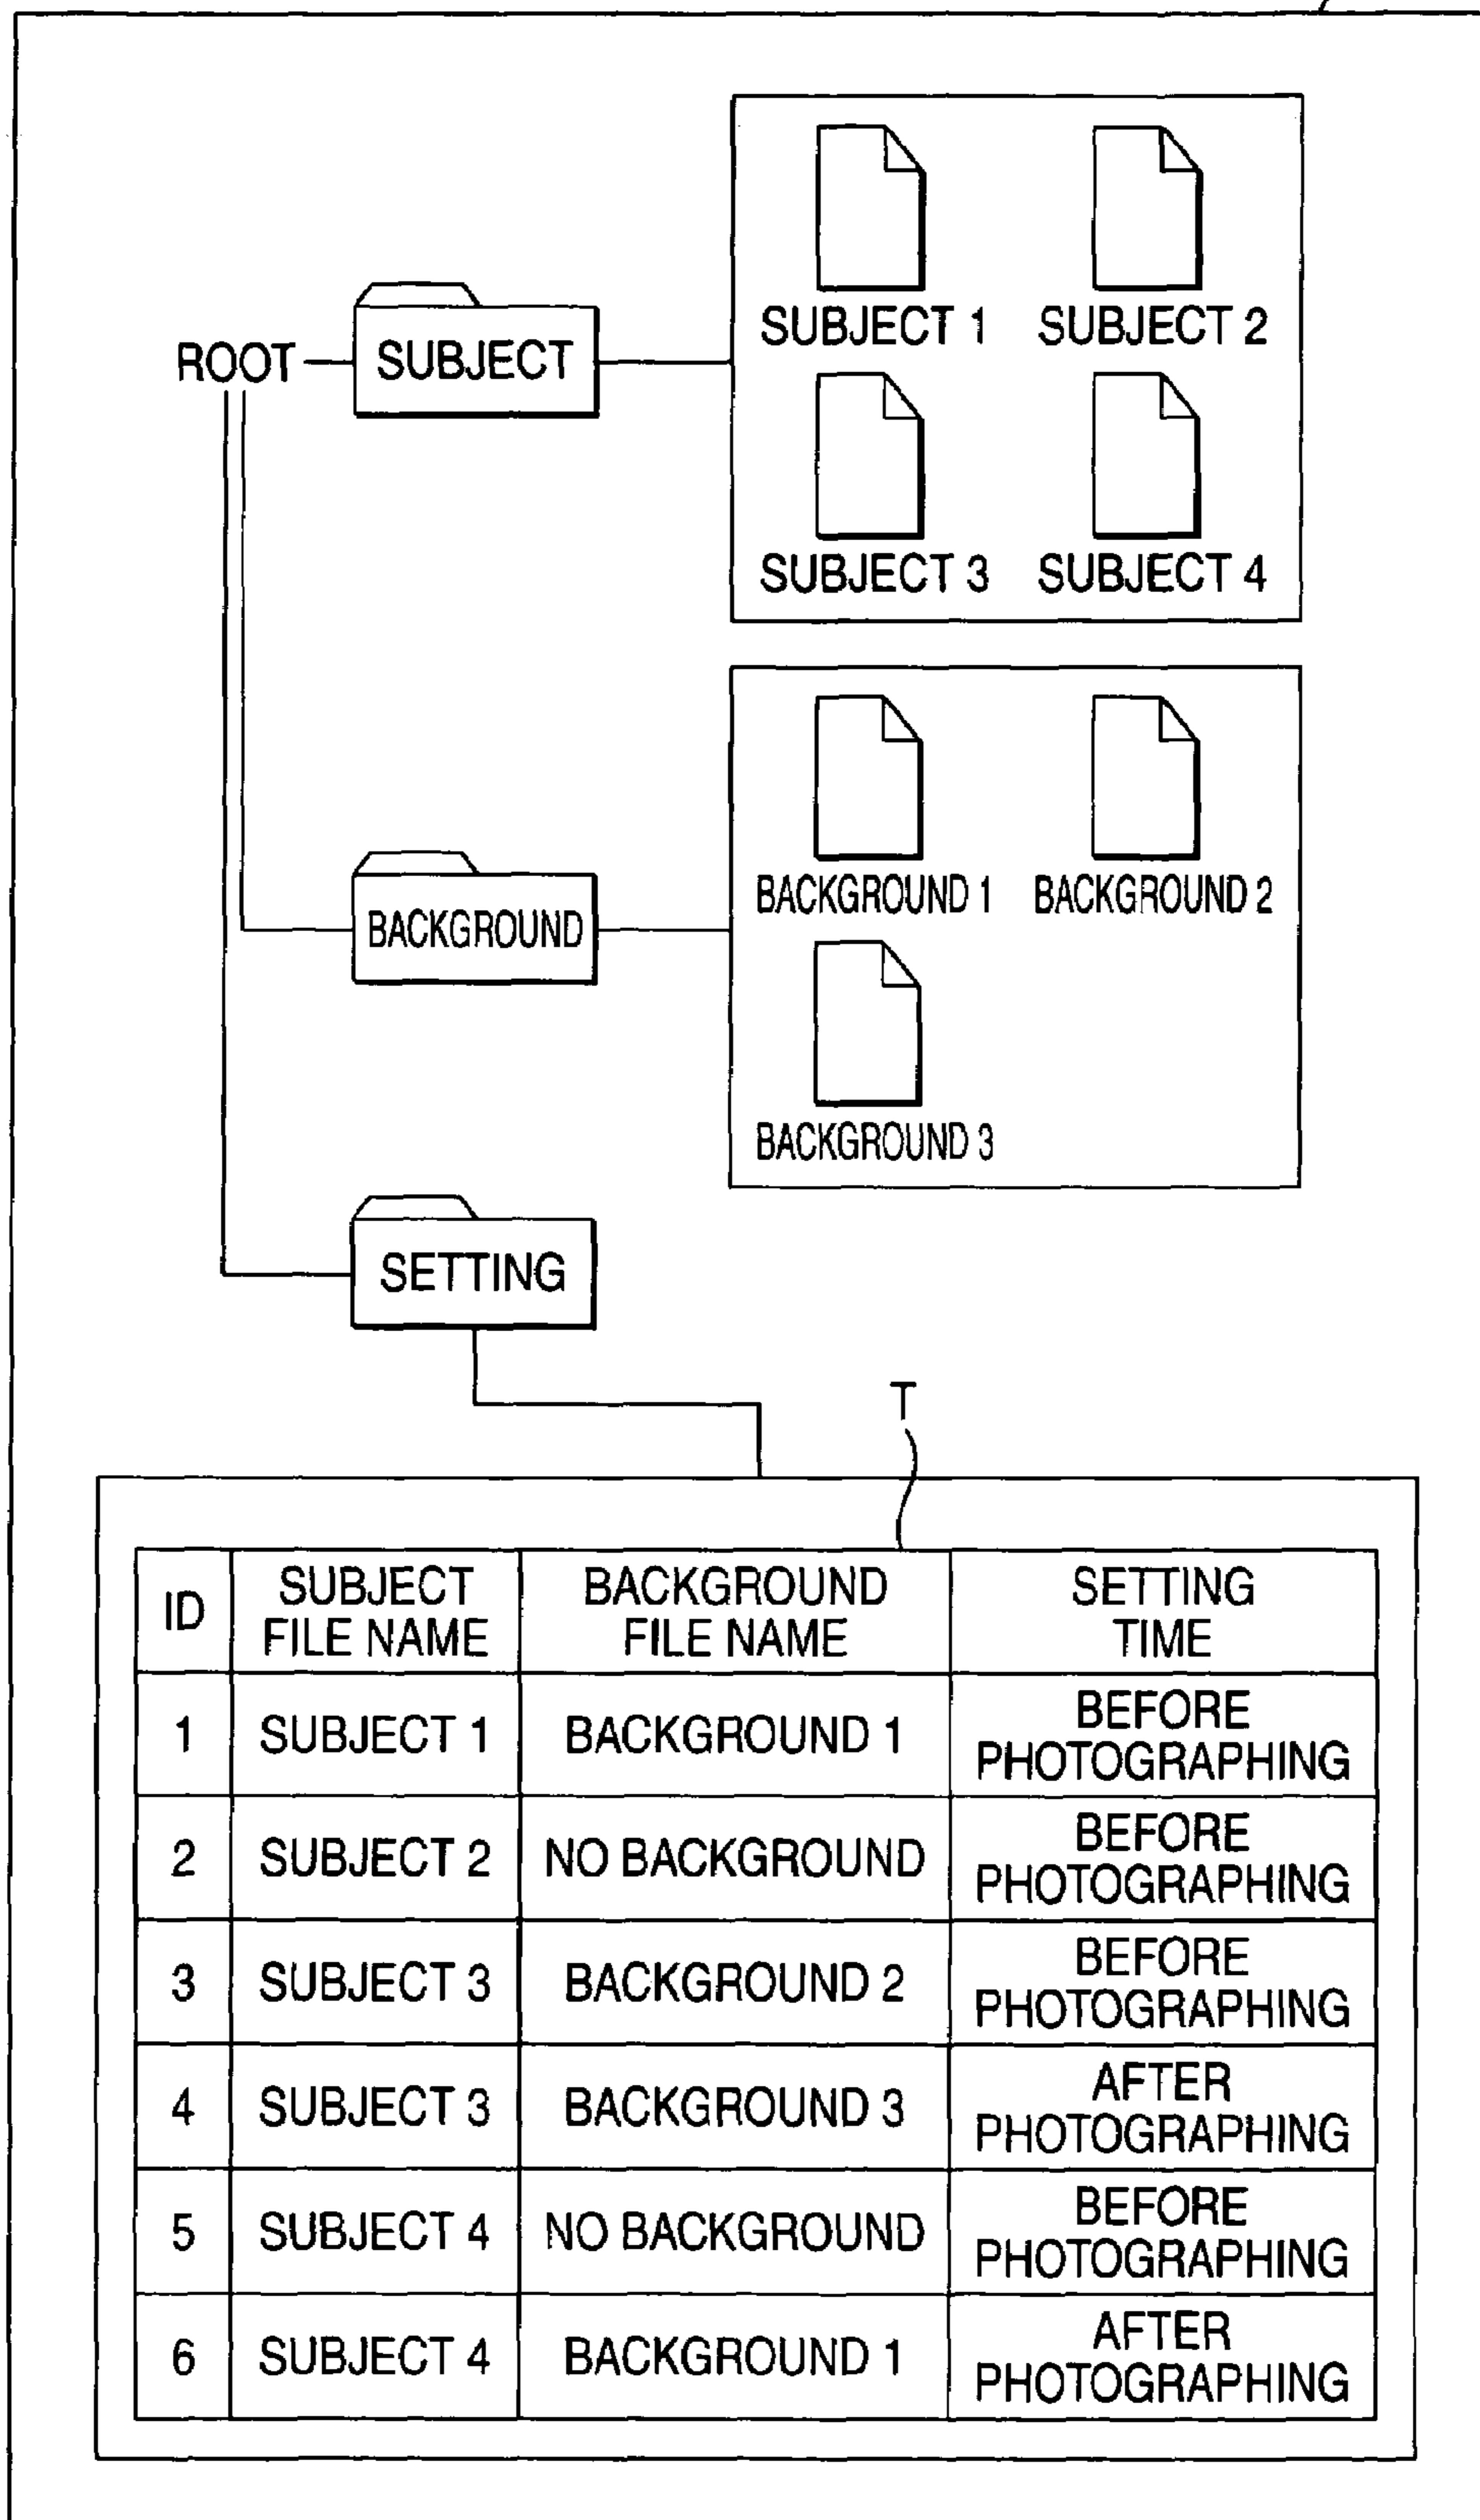 SUBJECT 1 SUBJECT 2
ROOT SUBJECT
SUBJECT 3 SUBJECT 4
BACKGROUND 1 BACKGROUND 2
BACKGROUND
BACKGROUND 3
SETTING
T
ID SUBJECT FILE NAME BACKGROUND FILE NAME SETTING TIME
1 SUBJECT 1 BACKGROUND 1 BEFORE PHOTOGRAPHING
2 SUBJECT 2 NO BACKGROUND BEFORE PHOTOGRAPHING
3 SUBJECT 3 BACKGROUND 2 BEFORE PHOTOGRAPHING
4 SUBJECT 3 BACKGROUND 3 AFTER PHOTOGRAPHING
5 SUBJECT 4 NO BACKGROUND BEFORE PHOTOGRAPHING
6 SUBJECT 4 BACKGROUND 1 AFTER PHOTOGRAPHING